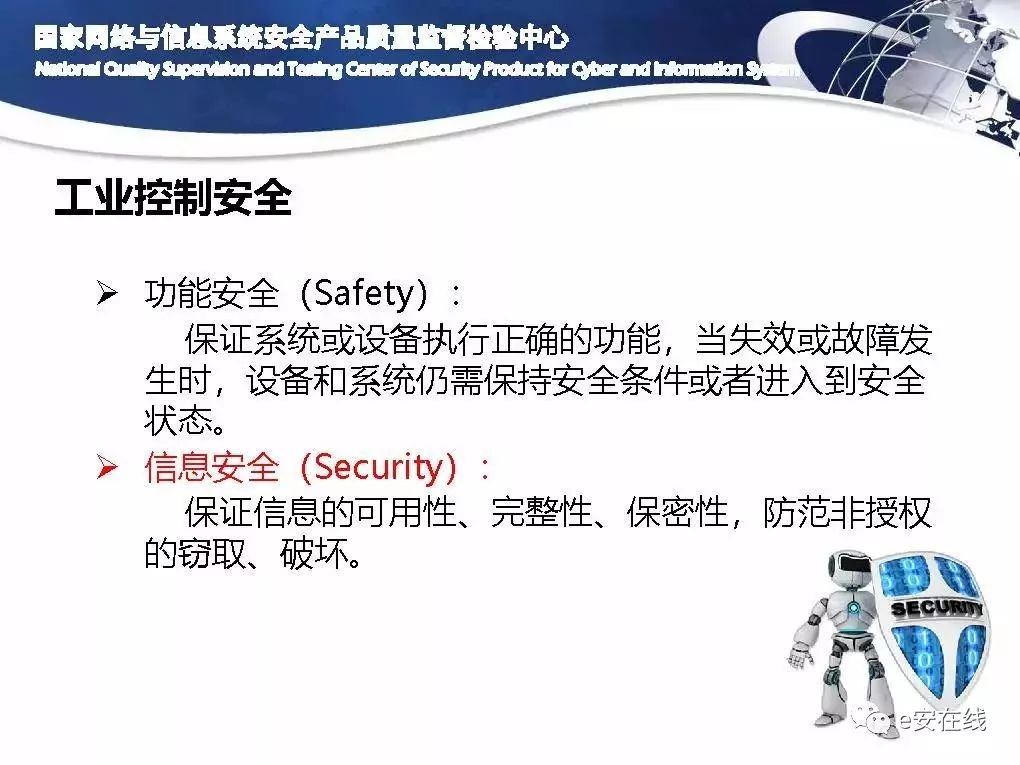 国家网络与信息系统安全产品质量监督检验中心
National Quality Supervision and Testing Center of Security Product for Cyber and Information System
工业控制安全
➢ 功能安全（Safety）:
保证系统或设备执行正确的功能，当失效或故障发
生时，设备和系统仍需保持安全条件或者进入到安全
状态。
➢ 信息安全（Security）:
保证信息的可用性、完整性、保密性，防范非授权
的窃取、破坏。
SECURITY
e安在线